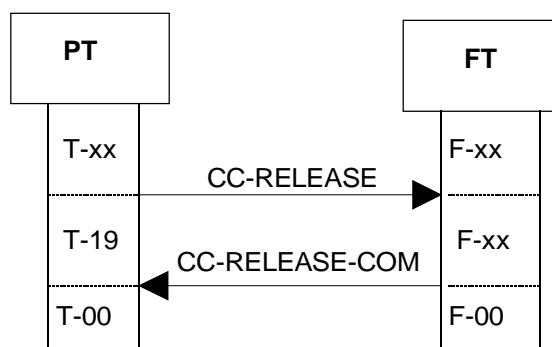 PT
FT
T-xx
F-xx
CC-RELEASE
T-19
F-xx
CC-RELEASE-COM
T-00
F-00